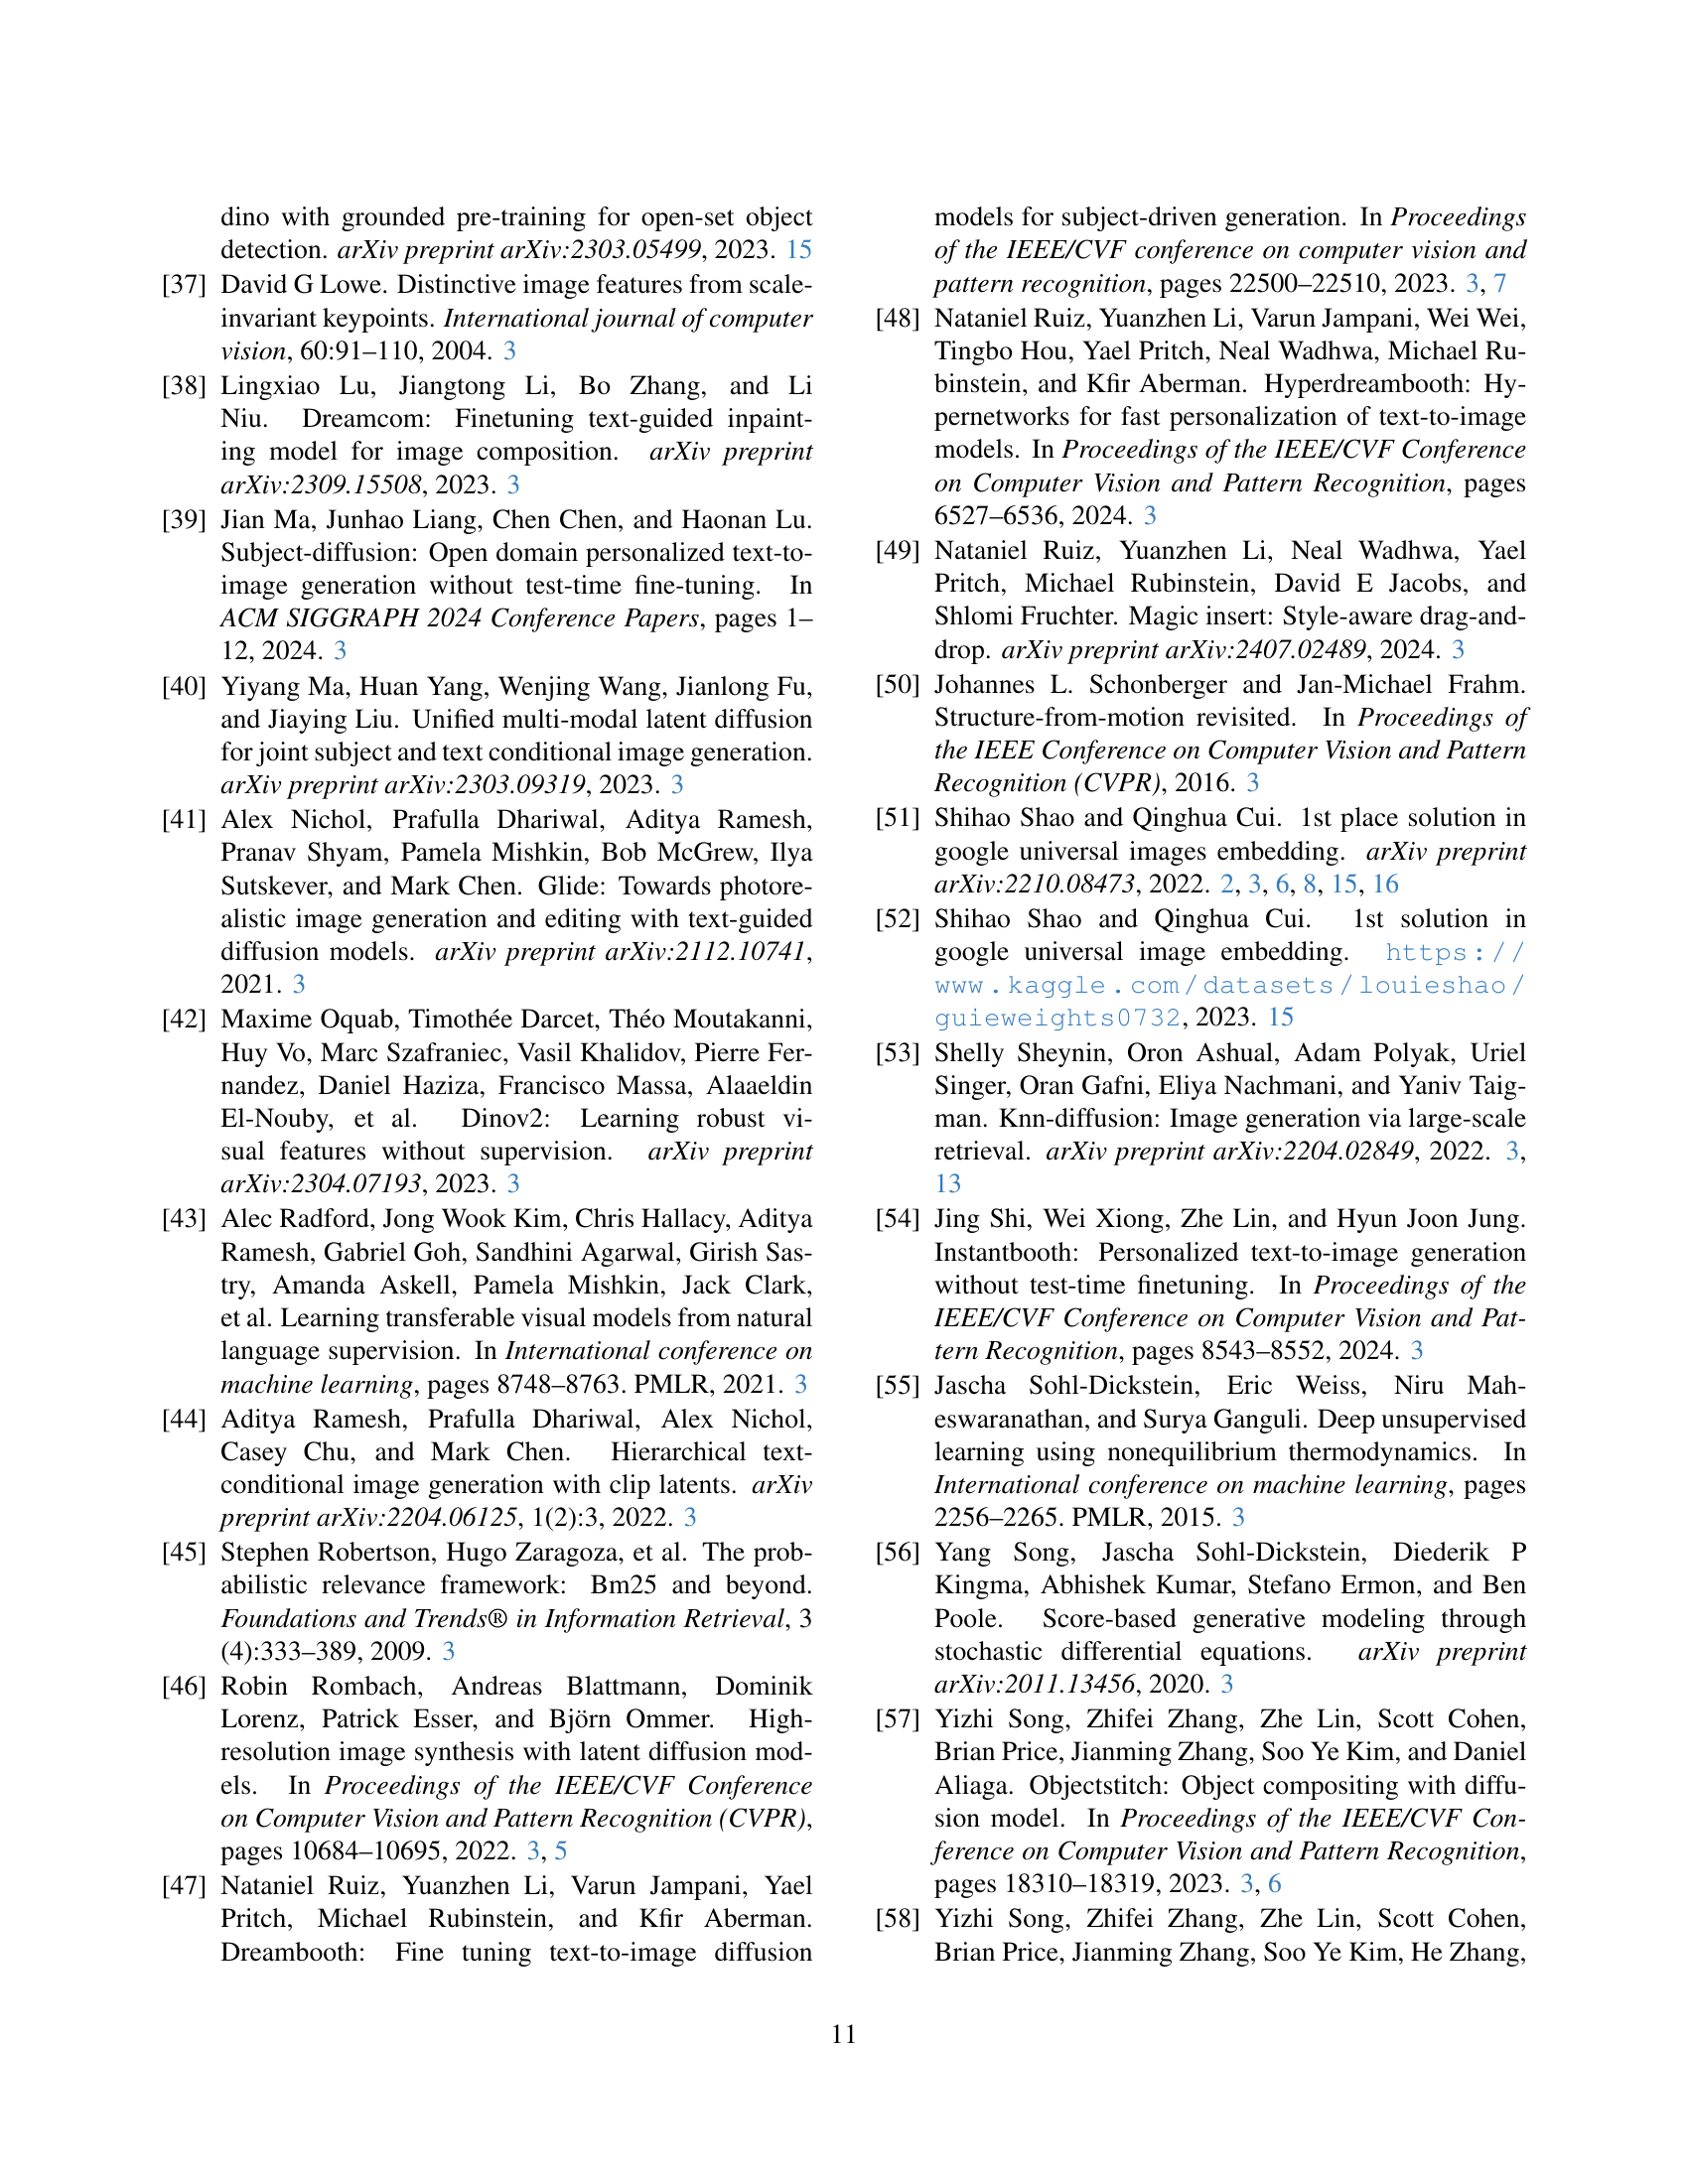 dino with grounded pre-training for open-set object
detection. arXiv preprint arXiv:2303.05499, 2023. 15
[37] David G Lowe. Distinctive image features from scale-
invariant keypoints. International journal of computer
vision, 60:91–110, 2004. 3
[38] Lingxiao Lu, Jiangtong Li, Bo Zhang, and Li
Niu. Dreamcom: Finetuning text-guided inpaint-
ing model for image composition. arXiv preprint
arXiv:2309.15508, 2023. 3
[39] Jian Ma, Junhao Liang, Chen Chen, and Haonan Lu.
Subject-diffusion: Open domain personalized text-to-
image generation without test-time fine-tuning. In
ACM SIGGRAPH 2024 Conference Papers, pages 1–
12, 2024. 3
[40] Yiyang Ma, Huan Yang, Wenjing Wang, Jianlong Fu,
and Jiaying Liu. Unified multi-modal latent diffusion
for joint subject and text conditional image generation.
arXiv preprint arXiv:2303.09319, 2023. 3
[41] Alex Nichol, Prafulla Dhariwal, Aditya Ramesh,
Pranav Shyam, Pamela Mishkin, Bob McGrew, Ilya
Sutskever, and Mark Chen. Glide: Towards photore-
alistic image generation and editing with text-guided
diffusion models. arXiv preprint arXiv:2112.10741,
2021. 3
[42] Maxime Oquab, Timothée Darcet, Théo Moutakanni,
Huy Vo, Marc Szafraniec, Vasil Khalidov, Pierre Fer-
nandez, Daniel Haziza, Francisco Massa, Alaaeldin
El-Nouby, et al. Dinov2: Learning robust vi-
sual features without supervision. arXiv preprint
arXiv:2304.07193, 2023. 3
[43] Alec Radford, Jong Wook Kim, Chris Hallacy, Aditya
Ramesh, Gabriel Goh, Sandhini Agarwal, Girish Sas-
try, Amanda Askell, Pamela Mishkin, Jack Clark,
et al. Learning transferable visual models from natural
language supervision. In International conference on
machine learning, pages 8748–8763. PMLR, 2021. 3
[44] Aditya Ramesh, Prafulla Dhariwal, Alex Nichol,
Casey Chu, and Mark Chen. Hierarchical text-
conditional image generation with clip latents. arXiv
preprint arXiv:2204.06125, 1(2):3, 2022. 3
[45] Stephen Robertson, Hugo Zaragoza, et al. The prob-
abilistic relevance framework: Bm25 and beyond.
Foundations and Trends® in Information Retrieval, 3
(4):333–389, 2009. 3
[46] Robin Rombach, Andreas Blattmann, Dominik
Lorenz, Patrick Esser, and Björn Ommer. High-
resolution image synthesis with latent diffusion mod-
els. In Proceedings of the IEEE/CVF Conference
on Computer Vision and Pattern Recognition (CVPR),
pages 10684–10695, 2022. 3, 5
[47] Nataniel Ruiz, Yuanzhen Li, Varun Jampani, Yael
Pritch, Michael Rubinstein, and Kfir Aberman.
Dreambooth: Fine tuning text-to-image diffusion
models for subject-driven generation. In Proceedings
of the IEEE/CVF conference on computer vision and
pattern recognition, pages 22500–22510, 2023. 3, 7
[48] Nataniel Ruiz, Yuanzhen Li, Varun Jampani, Wei Wei,
Tingbo Hou, Yael Pritch, Neal Wadhwa, Michael Ru-
binstein, and Kfir Aberman. Hyperdreambooth: Hy-
pernetworks for fast personalization of text-to-image
models. In Proceedings of the IEEE/CVF Conference
on Computer Vision and Pattern Recognition, pages
6527–6536, 2024. 3
[49] Nataniel Ruiz, Yuanzhen Li, Neal Wadhwa, Yael
Pritch, Michael Rubinstein, David E Jacobs, and
Shlomi Fruchter. Magic insert: Style-aware drag-and-
drop. arXiv preprint arXiv:2407.02489, 2024. 3
[50] Johannes L. Schonberger and Jan-Michael Frahm.
Structure-from-motion revisited. In Proceedings of
the IEEE Conference on Computer Vision and Pattern
Recognition (CVPR), 2016. 3
[51] Shihao Shao and Qinghua Cui. 1st place solution in
google universal images embedding. arXiv preprint
arXiv:2210.08473, 2022. 2, 3, 6, 8, 15, 16
[52] Shihao Shao and Qinghua Cui. 1st solution in
google universal image embedding. https://
www.kaggle.com/datasets/louieshao/
guieweights0732, 2023. 15
[53] Shelly Sheynin, Oron Ashual, Adam Polyak, Uriel
Singer, Oran Gafni, Eliya Nachmani, and Yaniv Taig-
man. Knn-diffusion: Image generation via large-scale
retrieval. arXiv preprint arXiv:2204.02849, 2022. 3,
13
[54] Jing Shi, Wei Xiong, Zhe Lin, and Hyun Joon Jung.
Instantbooth: Personalized text-to-image generation
without test-time finetuning. In Proceedings of the
IEEE/CVF Conference on Computer Vision and Pat-
tern Recognition, pages 8543–8552, 2024. 3
[55] Jascha Sohl-Dickstein, Eric Weiss, Niru Mah-
eswaranathan, and Surya Ganguli. Deep unsupervised
learning using nonequilibrium thermodynamics. In
International conference on machine learning, pages
2256–2265. PMLR, 2015. 3
[56] Yang Song, Jascha Sohl-Dickstein, Diederik P
Kingma, Abhishek Kumar, Stefano Ermon, and Ben
Poole. Score-based generative modeling through
stochastic differential equations. arXiv preprint
arXiv:2011.13456, 2020. 3
[57] Yizhi Song, Zhifei Zhang, Zhe Lin, Scott Cohen,
Brian Price, Jianming Zhang, Soo Ye Kim, and Daniel
Aliaga. Objectstitch: Object compositing with diffu-
sion model. In Proceedings of the IEEE/CVF Con-
ference on Computer Vision and Pattern Recognition,
pages 18310–18319, 2023. 3, 6
[58] Yizhi Song, Zhifei Zhang, Zhe Lin, Scott Cohen,
Brian Price, Jianming Zhang, Soo Ye Kim, He Zhang,
11